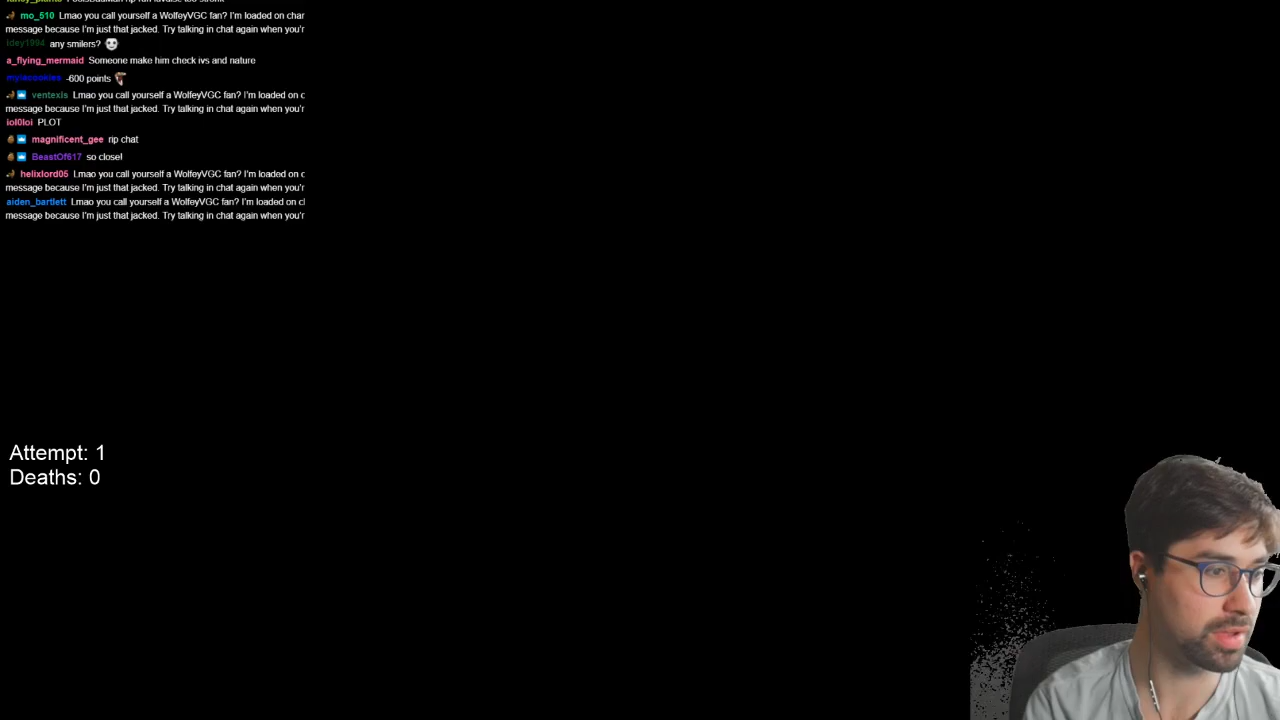 mo_510 Lmao you call yourself a WolfeyVGC fan? I'm loaded on char
message because I'm just that jacked. Try talking in chat again when you'r
ldey1994 any smilers?
a_flying_mermaid Someone make him check ivs and nature
mylacookies -600 points
ventexls Lmao you call yourself a WolfeyVGC fan? I'm loaded on c
message because I'm just that jacked. Try talking in chat again when you'r
iol0loi PLOT
magnificent_gee rip chat
BeastOf617 so close!
helixlord05 Lmao you call yourself a WolfeyVGC fan? I'm loaded on c
message because I'm just that jacked. Try talking in chat again when you'r
aiden_bartlett Lmao you call yourself a WolfeyVGC fan? I'm loaded on cl
message because I'm just that jacked. Try talking in chat again when you'r
Attempt: 1
Deaths: 0